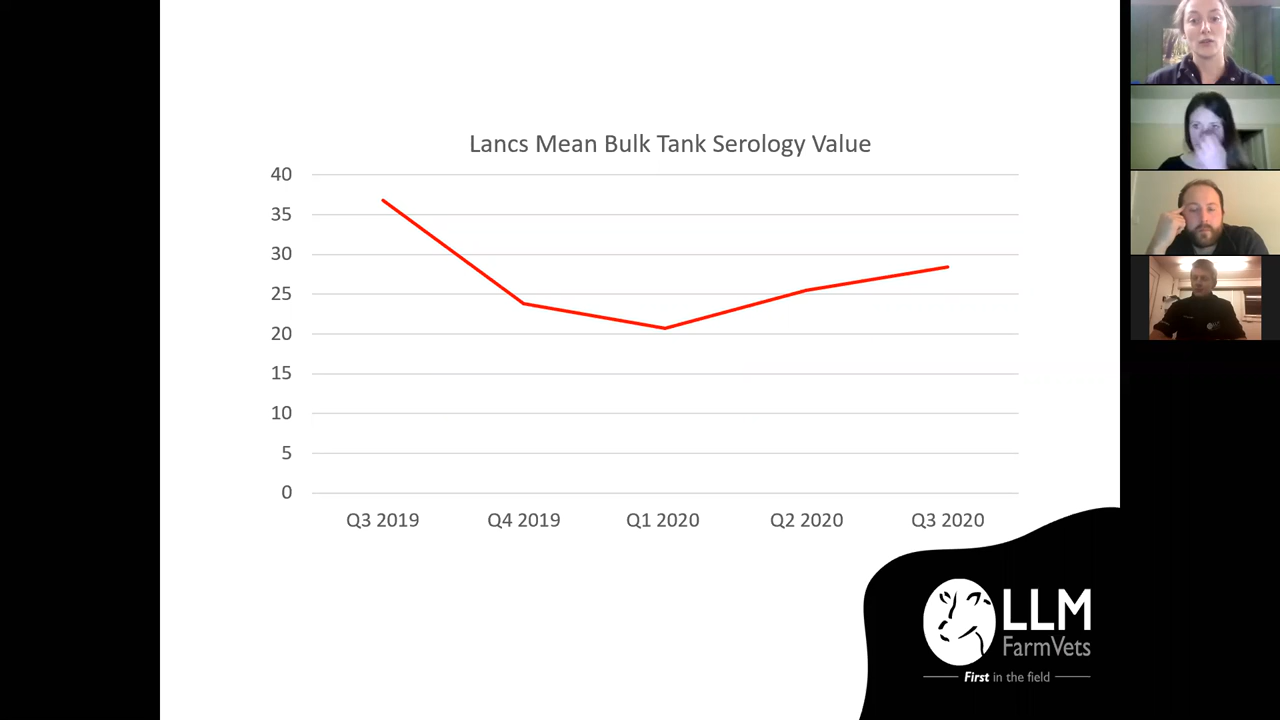 Lancs Mean Bulk Tank Serology Value
40
35
30
25
20
15
10
5
0
Q3 2019 Q4 2019 Q1 2020 Q2 2020 Q3 2020
LLM
FarmVets
First in the field